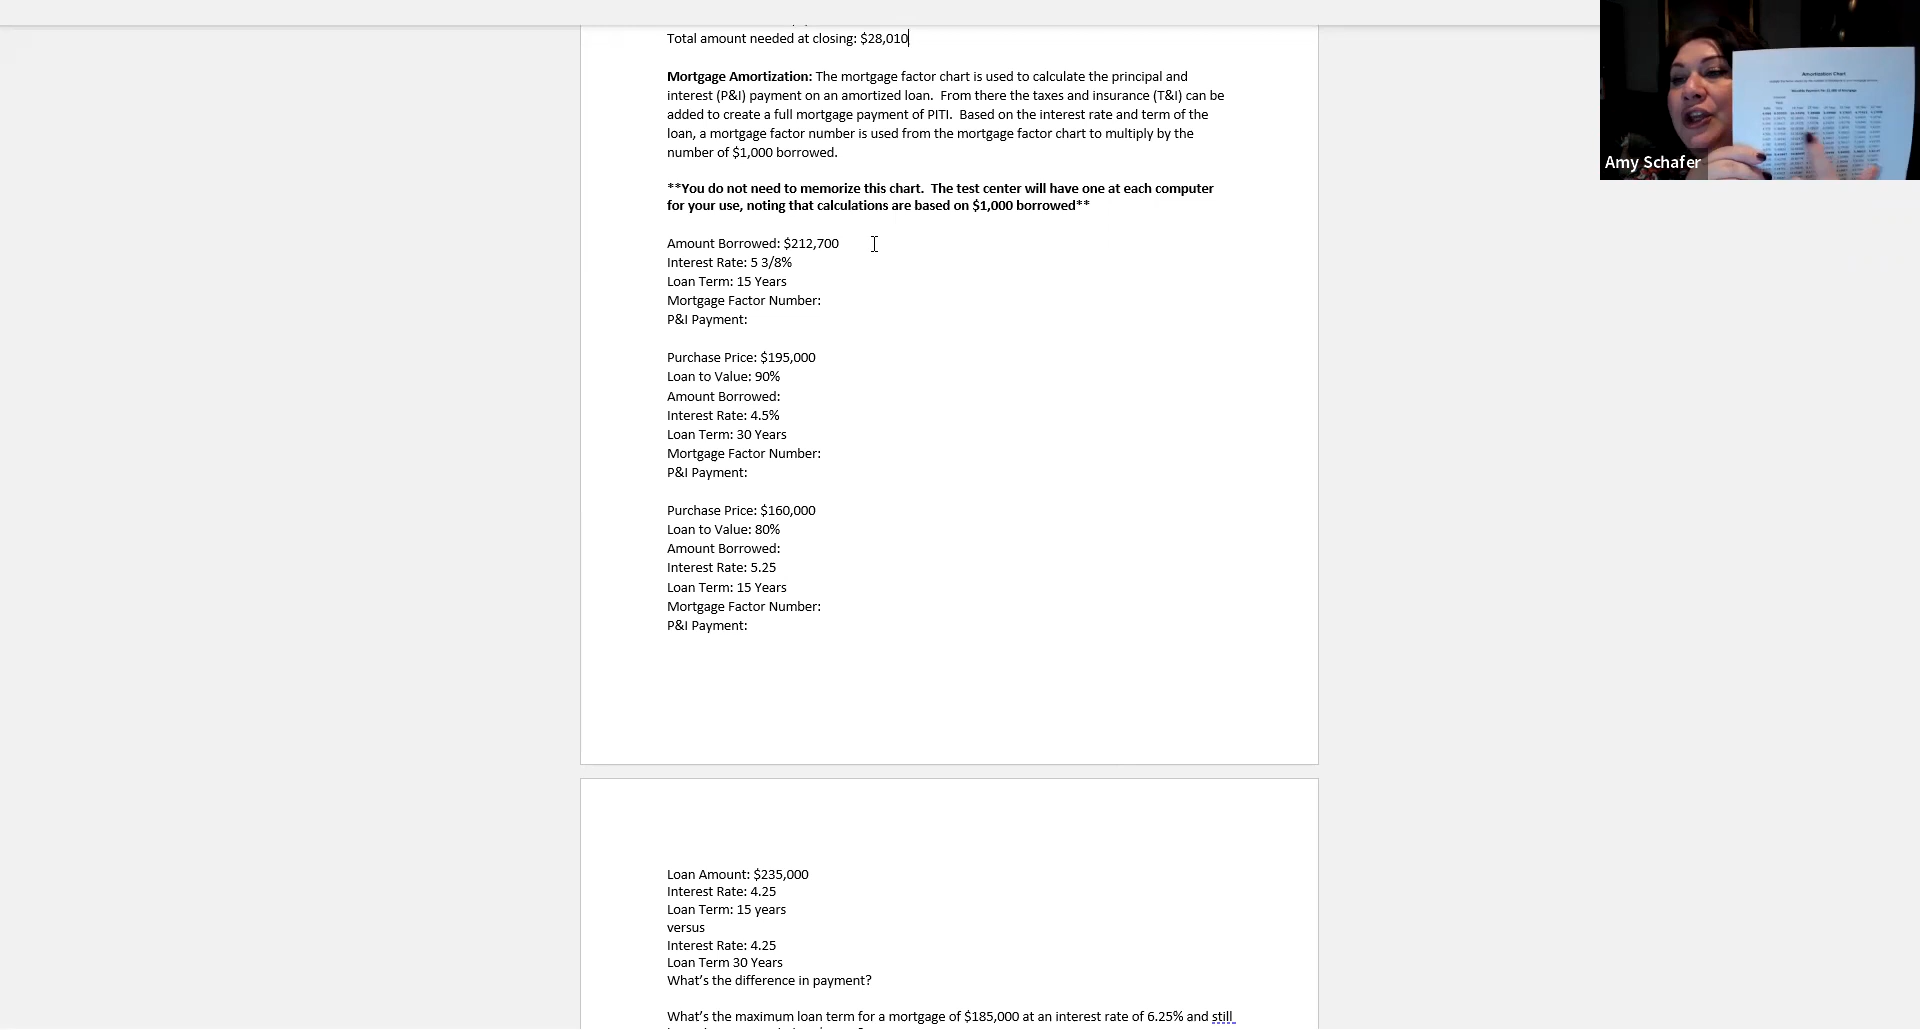 Total amount needed at closing: $28,010
Mortgage Amortization: The mortgage factor chart is used to calculate the principal and
interest (P&I) payment on an amortized loan.  From there the taxes and insurance (T&I) can be
added to create a full mortgage payment of PITI.  Based on the interest rate and term of the
loan, a mortgage factor number is used from the mortgage factor chart to multiply by the
number of $1,000 borrowed.
**You do not need to memorize this chart.  The test center will have one at each computer
for your use, noting that calculations are based on $1,000 borrowed**
Amount Borrowed: $212,700
Interest Rate: 5 3/8%
Loan Term: 15 Years
Mortgage Factor Number:
P&I Payment:
Purchase Price: $195,000
Loan to Value: 90%
Amount Borrowed:
Interest Rate: 4.5%
Loan Term: 30 Years
Mortgage Factor Number:
P&I Payment:
Purchase Price: $160,000
Loan to Value: 80%
Amount Borrowed:
Interest Rate: 5.25
Loan Term: 15 Years
Mortgage Factor Number:
P&I Payment:
Loan Amount: $235,000
Interest Rate: 4.25
Loan Term: 15 years
versus
Interest Rate: 4.25
Loan Term 30 Years
What's the difference in payment?
What's the maximum loan term for a mortgage of $185,000 at an interest rate of 6.25% and still
Amortization Chart
Amy Schafer